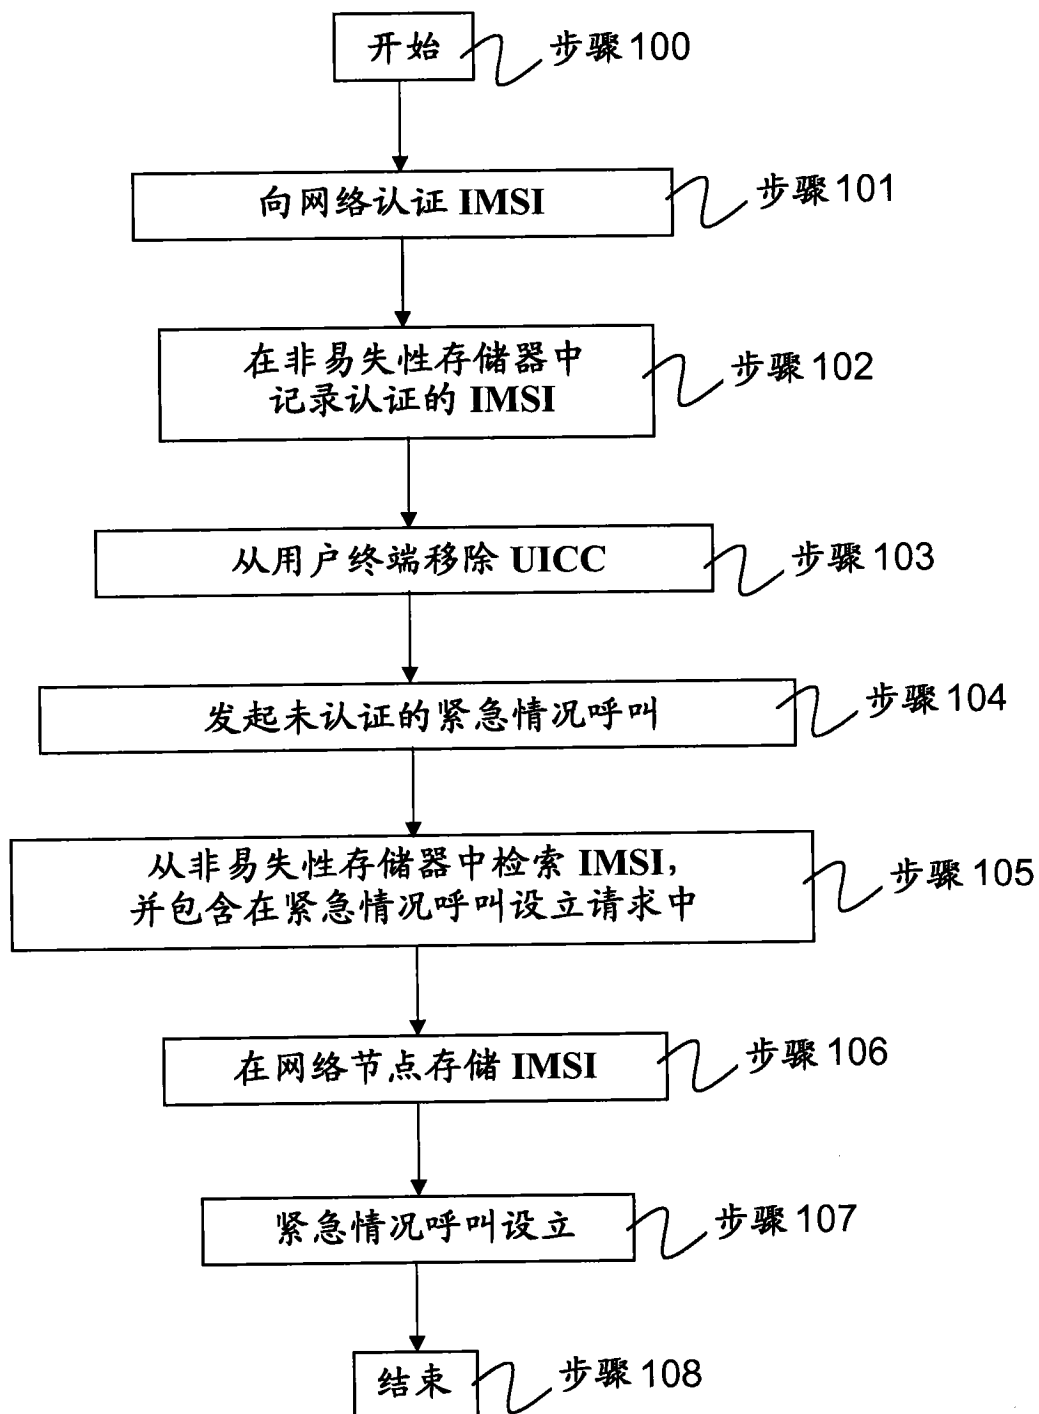 开始
步骤100
向网络认证 IMSI
步骤101
在非易失性存储器中
记录认证的 IMSI
步骤102
从用户终端移除 UICC
步骤103
发起未认证的紧急情况呼叫
步骤104
从非易失性存储器中检索 IMSI,
并包含在紧急情况呼叫设立请求中
步骤105
在网络节点存储 IMSI
步骤106
紧急情况呼叫设立
步骤107
结束
步骤108